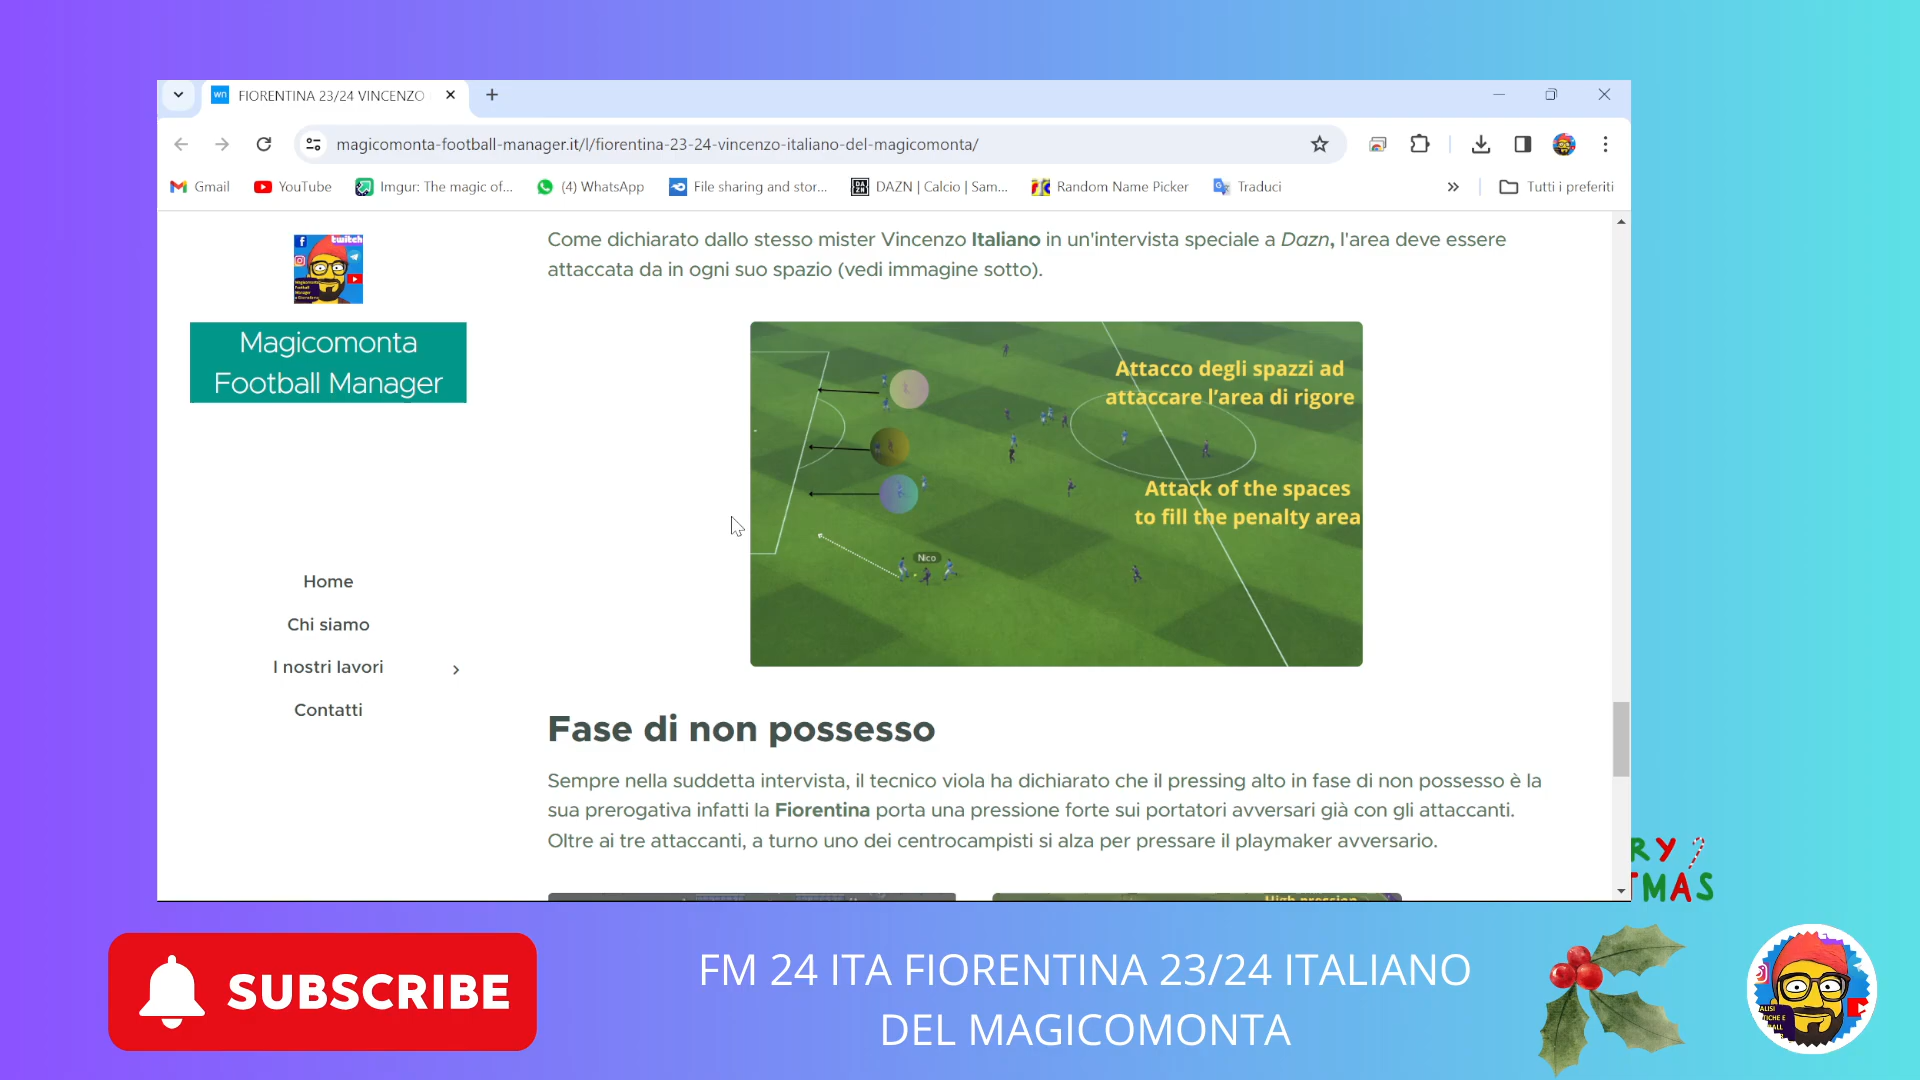 FIORENTINA 23/24 VINCENZO
magicomonta-football-manager.it/l/fiorentina-23-24-vincenzo-italiano-del-magicomonta/
Gmail
YouTube
Imgur: The magic of...
(4) WhatsApp
File sharing and stor...
DAZN | Calcio | Sam...
Random Name Picker
Traduci
Tutti i preferiti
twitch
Magicomonta
Football Manager
Home
Chi siamo
I nostri lavori
Contatti
Come dichiarato dallo stesso mister Vincenzo Italiano in un'intervista speciale a Dazn, l'area deve essere
attaccata da in ogni suo spazio (vedi immagine sotto).
Attacco degli spazzi ad
attaccare l'area di rigore
Attack of the spaces
to fill the penalty area
Nico
Fase di non possesso
Sempre nella suddetta intervista, il tecnico viola ha dichiarato che il pressing alto in fase di non possesso è la
sua prerogativa infatti la Fiorentina porta una pressione forte sui portatori avversari già con gli attaccanti.
Oltre ai tre attaccanti, a turno uno dei centrocampisti si alza per pressare il playmaker avversario.
High pression
RY
TMAS
SUBSCRIBE
FM 24 ITA FIORENTINA 23/24 ITALIANO
DEL MAGICOMONTA